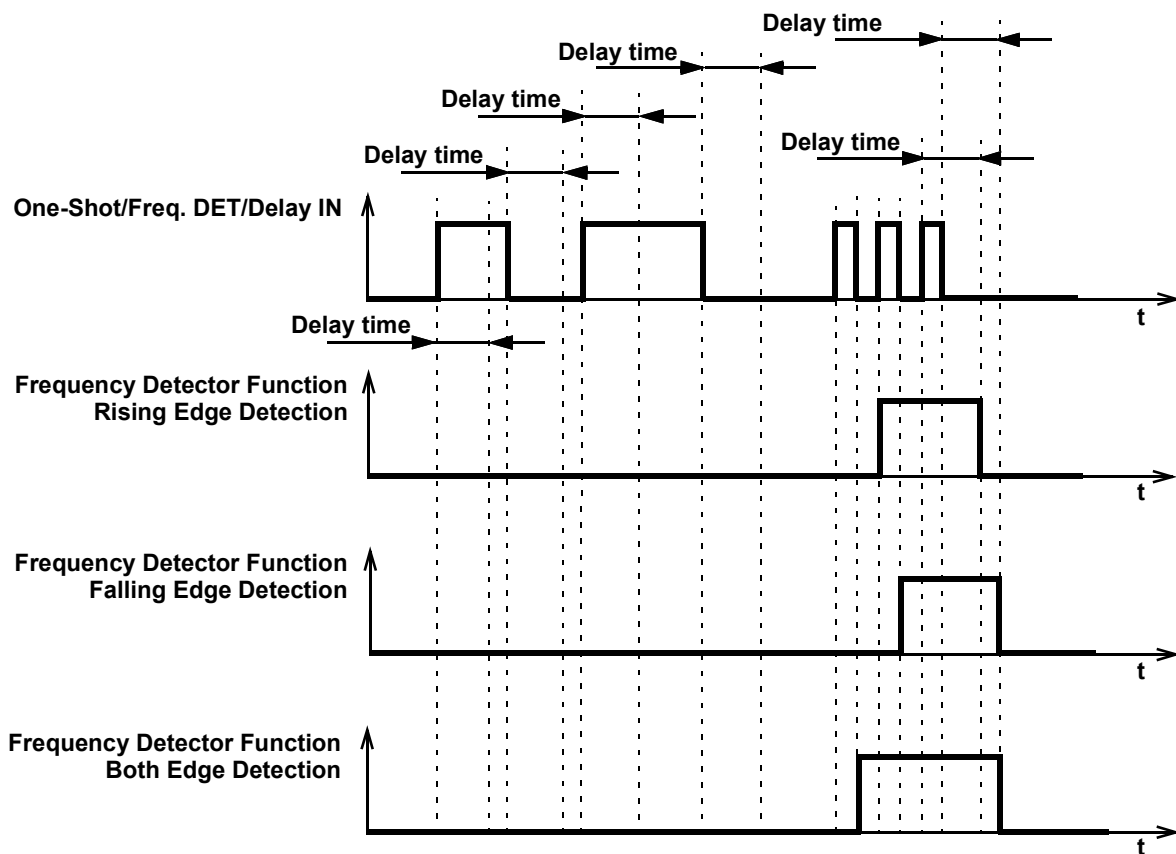 Delay time
Delay time
Delay time
Delay time
Delay time
One-Shot/Freq. DET/Delay IN
t
Delay time
Frequency Detector Function
Rising Edge Detection
t
Frequency Detector Function
Falling Edge Detection
t
Frequency Detector Function
Both Edge Detection
t